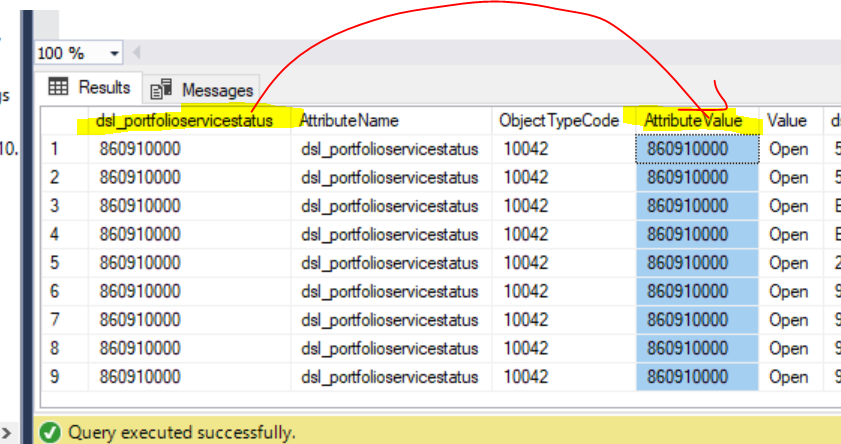 100 %
gs
Results Messages
dsl_portfolioservicestatus AttributeName ObjectTypeCode AttributeValue Value d
10. 1 860910000 dsl_portfolioservicestatus 10042 860910000 Open 5
2 860910000 dsl_portfolioservicestatus 10042 860910000 Open 5
3 860910000 dsl_portfolioservicestatus 10042 860910000 Open E
4 860910000 dsl_portfolioservicestatus 10042 860910000 Open E
5 860910000 dsl_portfolioservicestatus 10042 860910000 Open 2
6 860910000 dsl_portfolioservicestatus 10042 860910000 Open 9
7 860910000 dsl_portfolioservicestatus 10042 860910000 Open 9
8 860910000 dsl_portfolioservicestatus 10042 860910000 Open 9
9 860910000 dsl_portfolioservicestatus 10042 860910000 Open 9
Query executed successfully.